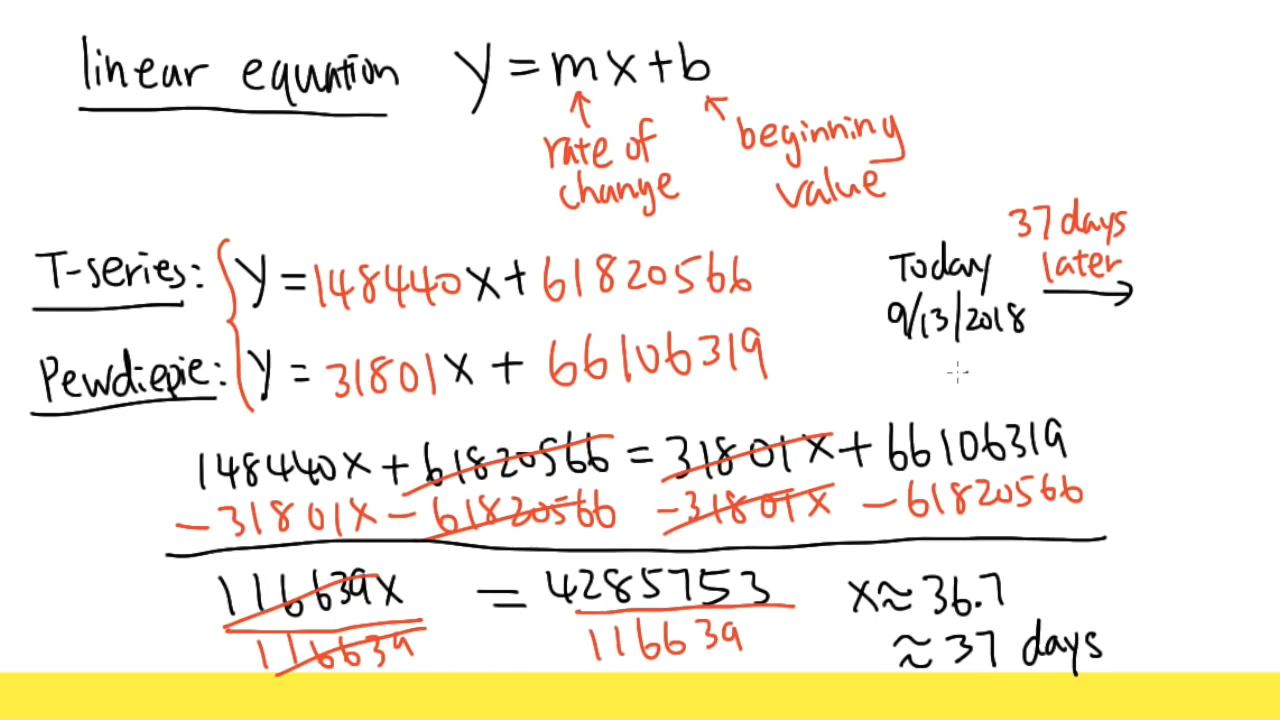 linear equation y = mx + b
rate of change
beginning value
T-series: y = 148440x + 61820566
Pewdiepie: y = 31801x + 66106319
Today
9/13/2018
37 days
later
148440x + 61820566 = 31801x + 66106319
- 31801x - 61820566 - 31801x - 61820566
116639x = 4285753 x ≈ 36.7
116639 116639 ≈ 37 days